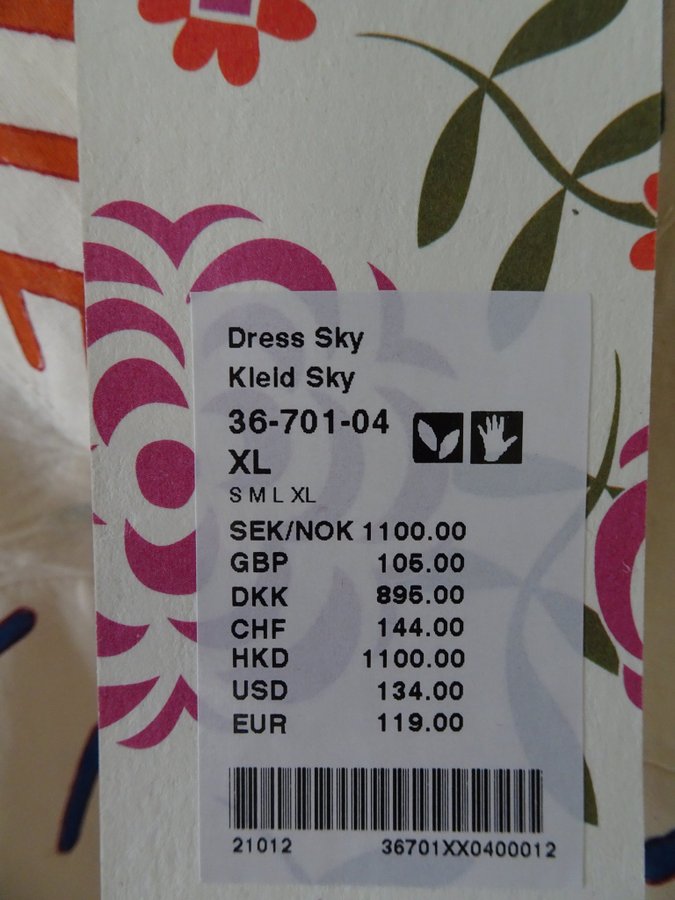 Dress Sky
Kleid Sky
36-701-04
XL
S M L XL
SEK/NOK 1100.00
GBP 105.00
DKK 895.00
CHF 144.00
HKD 1100.00
USD 134.00
EUR 119.00
21012 36701XX0400012